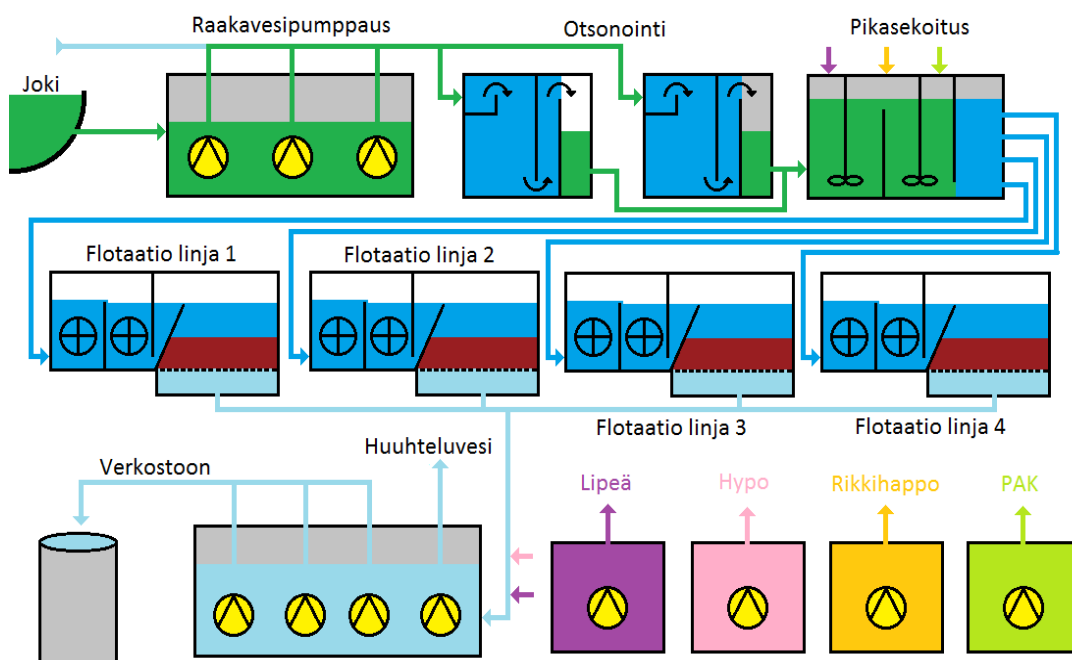 Raakavesipumppaus
Otsonointi
Pikasekoitus
Joki
Flotaatio linja 1
Flotaatio linja 2
Flotaatio linja 3
Flotaatio linja 4
Huuhteluvesi
Verkostoon
Lipeä
Hypo
Rikkihappo
PAK